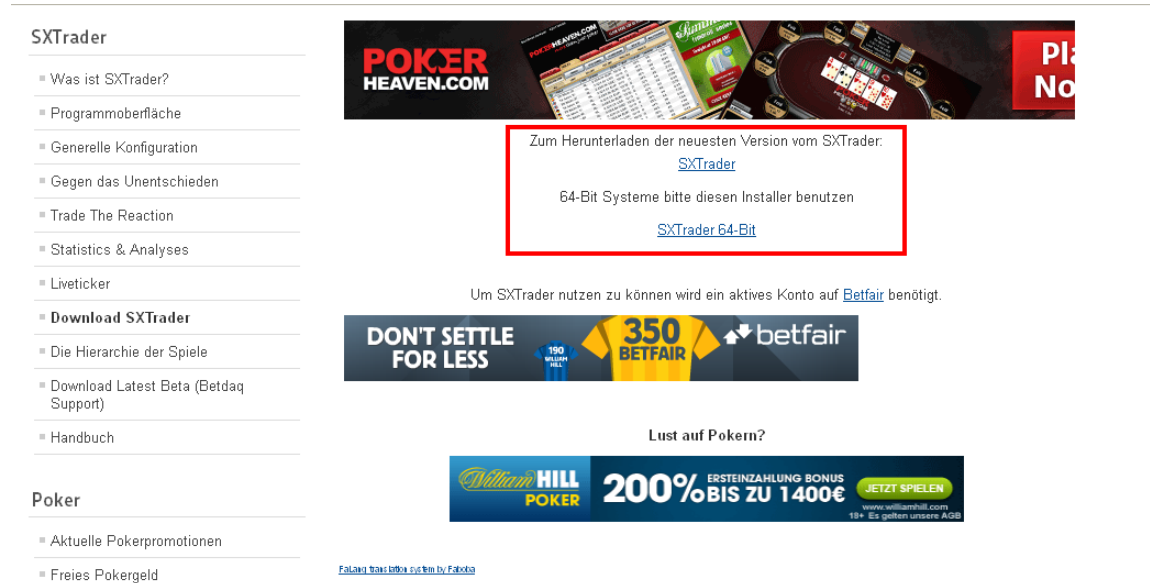 SXTrader
Was ist SXTrader?
Programmoberfläche
Generelle Konfiguration
Gegen das Unentschieden
Trade The Reaction
Statistics & Analyses
Liveticker
Download SXTrader
Die Hierarchie der Spiele
Download Latest Beta (Betdaq
Support)
Handbuch
Poker
Aktuelle Pokerpromotionen
Freies Pokergeld
POKER
HEAVEN.COM
Pla
No
Zum Herunterladen der neuesten Version vom SXTrader:
SXTrader
64-Bit Systeme bitte diesen Installer benutzen
SXTrader 64-Bit
Um SXTrader nutzen zu können wird ein aktives Konto auf Betfair benötigt.
DON'T SETTLE
FOR LESS
190
WILLIAM
HILL
350
BETFAIR
betfair
Lust auf Pokern?
William HILL
POKER
200% ERSTEINZAHLUNG BONUS
BIS ZU 1400€
JETZT SPIELEN
www.williamhill.com
18+ Es gelten unsere AGB
FaLang translation system by Faboba